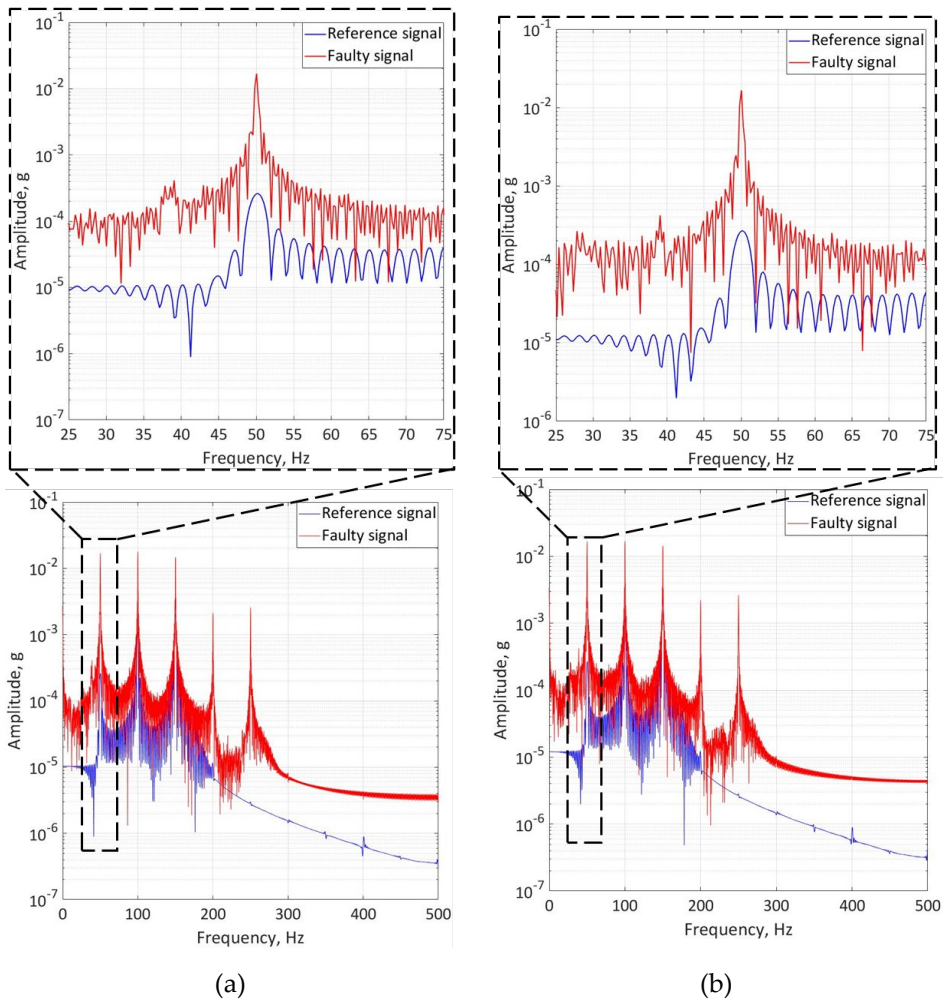 10-1
Reference signal
Faulty signal
10-2
10-3
10-4
10-5
10-6
10-7
Amplitude, g
25 30 35 40 45 50 55 60 65 70 75
Frequency, Hz
10-1
Reference signal
Faulty signal
10-2
10-3
10-4
10-5
10-6
Amplitude, g
25 30 35 40 45 50 55 60 65 70 75
Frequency, Hz
10-1
Reference signal
Faulty signal
10-2
10-3
10-4
10-5
10-6
10-7
Amplitude, g
0 100 200 300 400 500
Frequency, Hz
10-1
Reference signal
Faulty signal
10-2
10-3
10-4
10-5
10-6
10-7
Amplitude, g
0 100 200 300 400 500
Frequency, Hz
(a) (b)